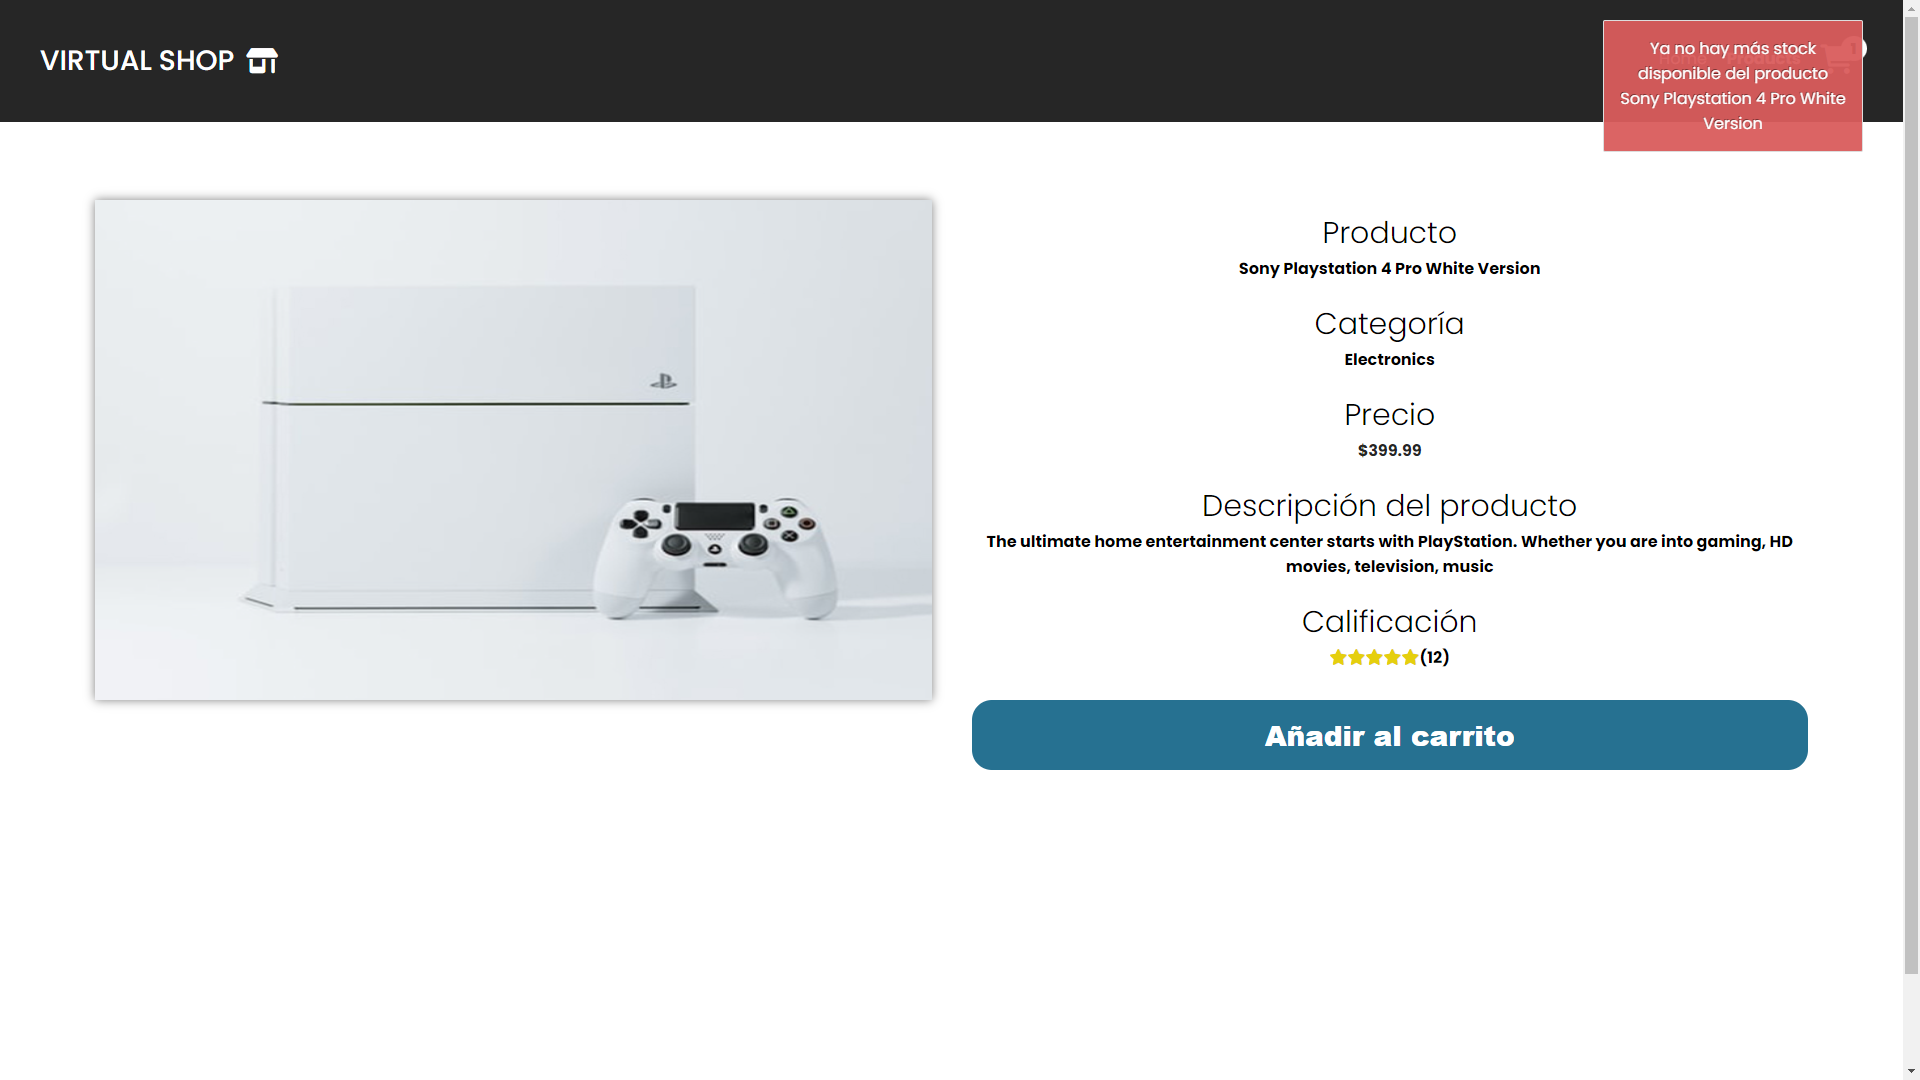 VIRTUAL SHOP
Ya no hay más stock
disponible del producto
Sony Playstation 4 Pro White
Version
1
Producto
Sony Playstation 4 Pro White Version
Categoría
Electronics
Precio
$399.99
Descripción del producto
The ultimate home entertainment center starts with PlayStation. Whether you are into gaming, HD
movies, television, music
Calificación
(12)
Añadir al carrito